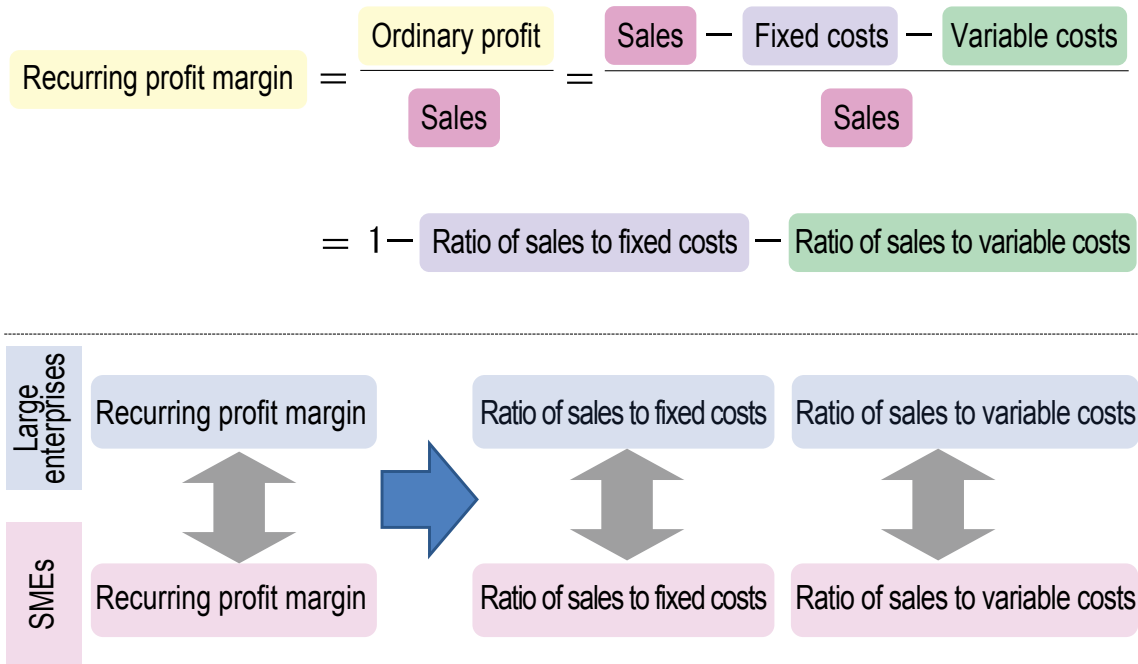 Recurring profit margin = Ordinary profit / Sales = Sales − Fixed costs − Variable costs / Sales
= 1 − Ratio of sales to fixed costs − Ratio of sales to variable costs
Large enterprises
Recurring profit margin
Ratio of sales to fixed costs
Ratio of sales to variable costs
SMEs
Recurring profit margin
Ratio of sales to fixed costs
Ratio of sales to variable costs